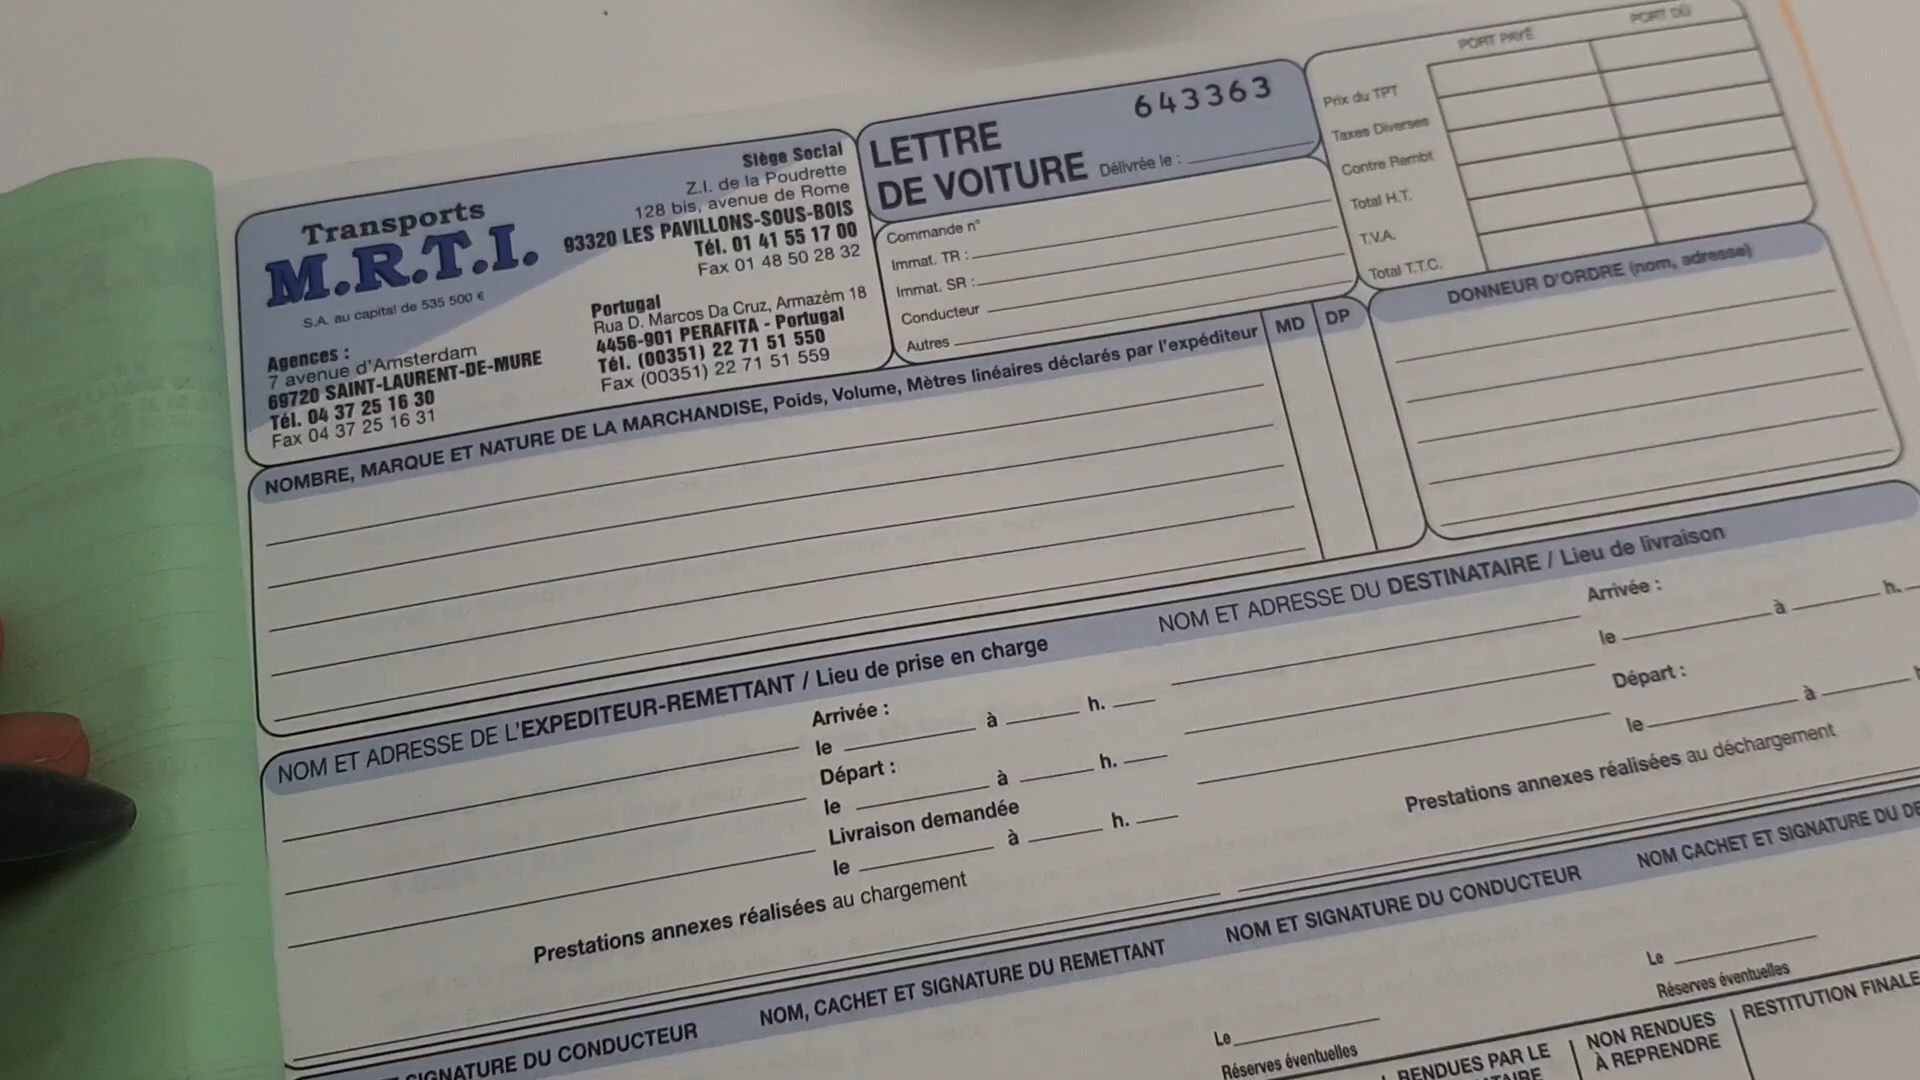 Transports
M.R.T.I.
S.A. au capital de 535 500 €
Agences :
7 avenue d'Amsterdam
69720 SAINT-LAURENT-DE-MURE
Tél. 04 37 25 16 30
Fax 04 37 25 16 31
Siège Social
Z.I. de la Poudrette
128 bis, avenue de Rome
93320 LES PAVILLONS-SOUS-BOIS
Tél. 01 41 55 17 00
Fax 01 48 50 28 32
Portugal
Rua D. Marcos Da Cruz, Armazém 18
4456-901 PERAFITA - Portugal
Tél. (00351) 22 71 51 550
Fax (00351) 22 71 51 559
643363
LETTRE
DE VOITURE Délivrée le :
Commande n°
Immat. TR :
Immat. SR :
Conducteur
Autres
PORT PAYÉ PORT DÛ
Prix du TPT
Taxes Diverses
Contre Rembt
Total H.T.
T.V.A.
Total T.T.C.
NOMBRE, MARQUE ET NATURE DE LA MARCHANDISE, Poids, Volume, Mètres linéaires déclarés par l'expéditeur MD DP
DONNEUR D'ORDRE (nom, adresse)
NOM ET ADRESSE DE L'EXPEDITEUR-REMETTANT / Lieu de prise en charge
Arrivée :
le à h.
Départ :
le à h.
Livraison demandée
le à h.
Prestations annexes réalisées au chargement
NOM ET ADRESSE DU DESTINATAIRE / Lieu de livraison
Arrivée :
le à h.
Départ :
le à
Prestations annexes réalisées au déchargement
SIGNATURE DU CONDUCTEUR
NOM, CACHET ET SIGNATURE DU REMETTANT
NOM ET SIGNATURE DU CONDUCTEUR
NOM CACHET ET SIGNATURE DU
Le
Réserves éventuelles
Le
Réserves éventuelles
RENDUES PAR LE
NON RENDUES
À REPRENDRE
RESTITUTION FINALE